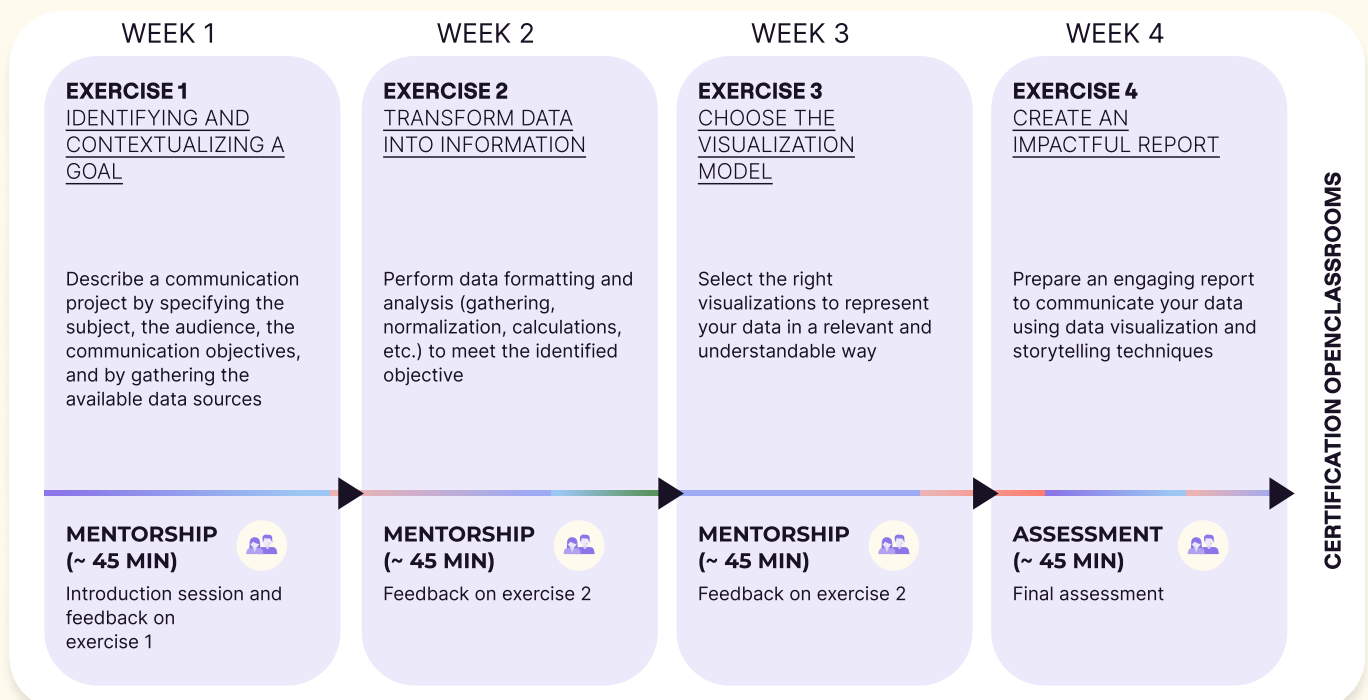 WEEK 1
EXERCISE 1
IDENTIFYING AND
CONTEXTUALIZING A
GOAL
Describe a communication
project by specifying the
subject, the audience, the
communication objectives,
and by gathering the
available data sources
MENTORSHIP
(~ 45 MIN)
Introduction session and
feedback on
exercise 1
WEEK 2
EXERCISE 2
TRANSFORM DATA
INTO INFORMATION
Perform data formatting and
analysis (gathering,
normalization, calculations,
etc.) to meet the identified
objective
MENTORSHIP
(~ 45 MIN)
Feedback on exercise 2
WEEK 3
EXERCISE 3
CHOOSE THE
VISUALIZATION
MODEL
Select the right
visualizations to represent
your data in a relevant and
understandable way
MENTORSHIP
(~ 45 MIN)
Feedback on exercise 2
WEEK 4
EXERCISE 4
CREATE AN
IMPACTFUL REPORT
Prepare an engaging report
to communicate your data
using data visualization and
storytelling techniques
ASSESSMENT
(~ 45 MIN)
Final assessment
CERTIFICATION OPENCLASSROOMS